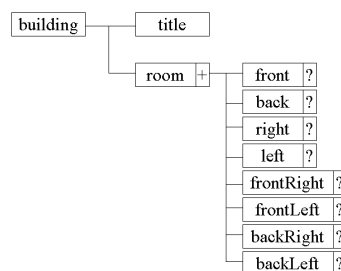 building title
room + front ?
back ?
right ?
left ?
frontRight ?
frontLeft ?
backRight ?
backLeft ?